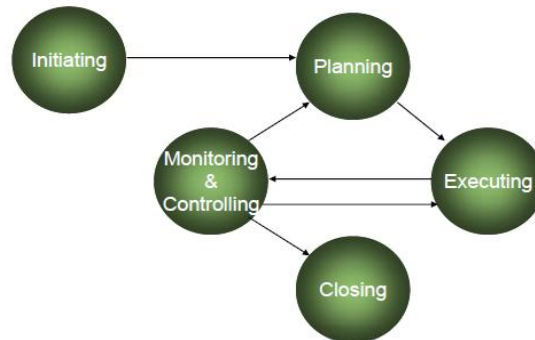 Initiating
Planning
Monitoring
&
Controlling
Executing
Closing